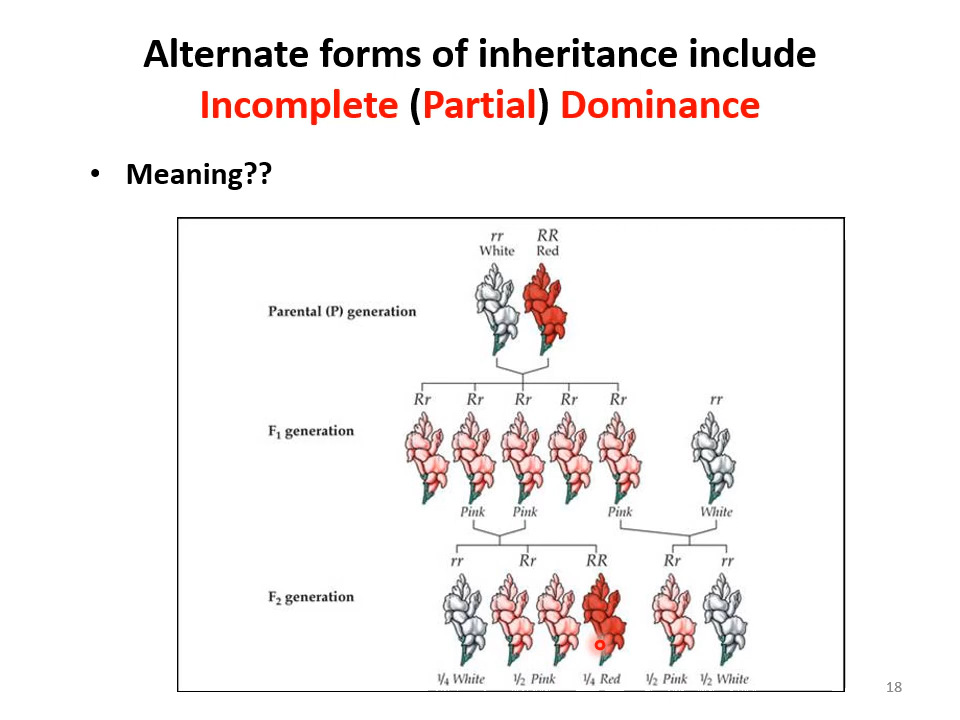 Alternate forms of inheritance include
Incomplete (Partial) Dominance
• Meaning??
rr RR
White Red
Parental (P) generation
Rr Rr Rr Rr Rr rr
F₁ generation
Pink Pink Pink White
rr Rr RR Rr rr
F₂ generation
1/4 White 1/2 Pink 1/4 Red 1/2 Pink 1/2 White
18